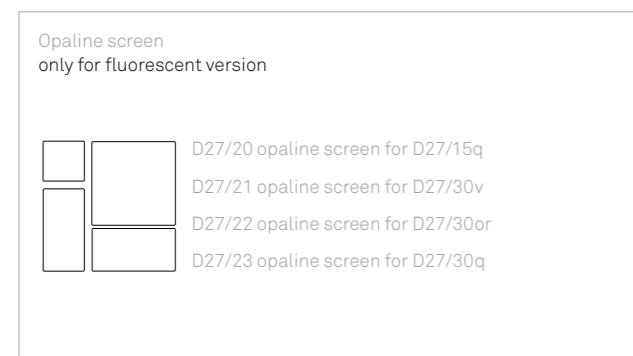 Opaline screen
only for fluorescent version
D27/20 opaline screen for D27/15q
D27/21 opaline screen for D27/30v
D27/22 opaline screen for D27/30or
D27/23 opaline screen for D27/30q